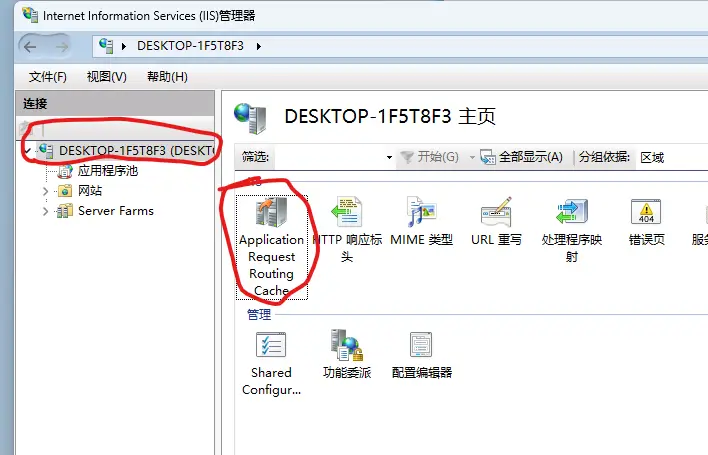 Internet Information Services (IIS)管理器
DESKTOP-1F5T8F3
文件(F) 视图(V) 帮助(H)
连接
DESKTOP-1F5T8F3 (DESKTO
应用程序池
网站
Server Farms
DESKTOP-1F5T8F3 主页
筛选: 开始(G) 全部显示(A) 分组依据: 区域
Application Request Routing Cache
HTTP 响应标头
MIME 类型
URL 重写
处理程序映射
错误页
管理
Shared Configur...
功能委派
配置编辑器